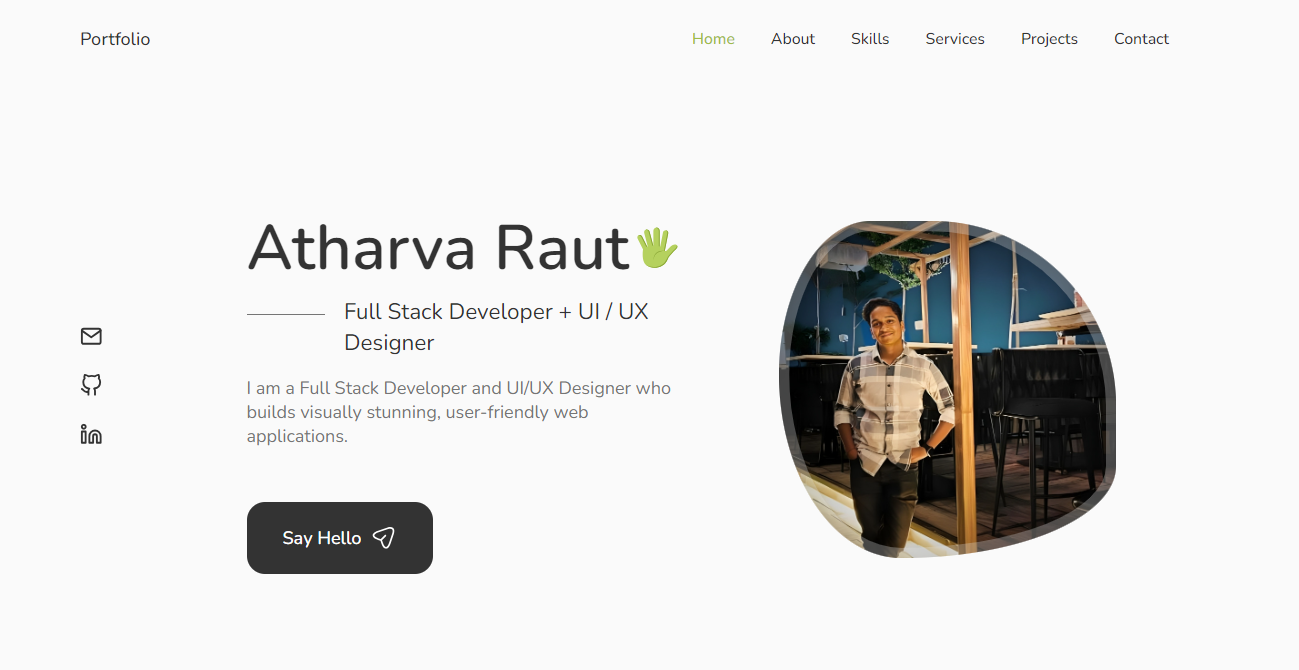 Portfolio
Home About Skills Services Projects Contact
Atharva Raut
Full Stack Developer + UI / UX
Designer
I am a Full Stack Developer and UI/UX Designer who
builds visually stunning, user-friendly web
applications.
Say Hello